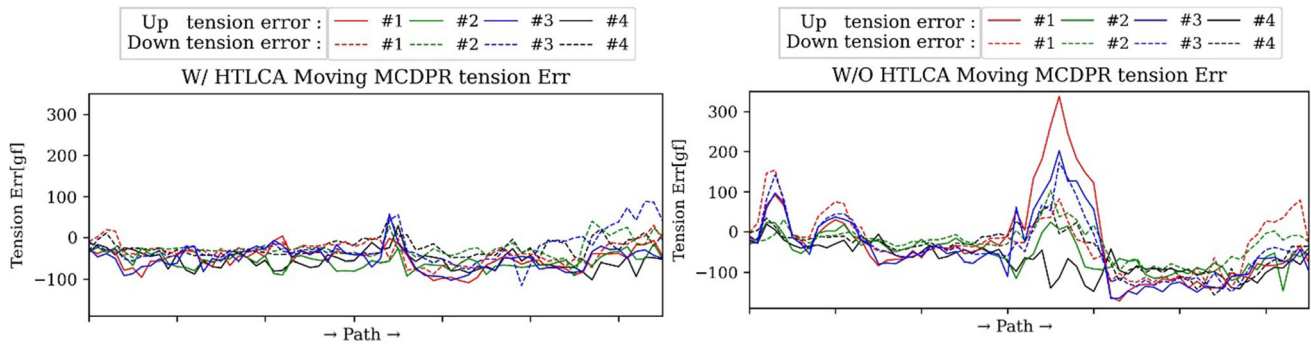 Up tension error : #1 #2 #3 #4
Down tension error : #1 #2 #3 #4
W/ HTLCA Moving MCDPR tension Err
Tension Err[gf]
300
200
100
0
−100
→ Path →
Up tension error : #1 #2 #3 #4
Down tension error : #1 #2 #3 #4
W/O HTLCA Moving MCDPR tension Err
Tension Err[gf]
300
200
100
0
−100
→ Path →